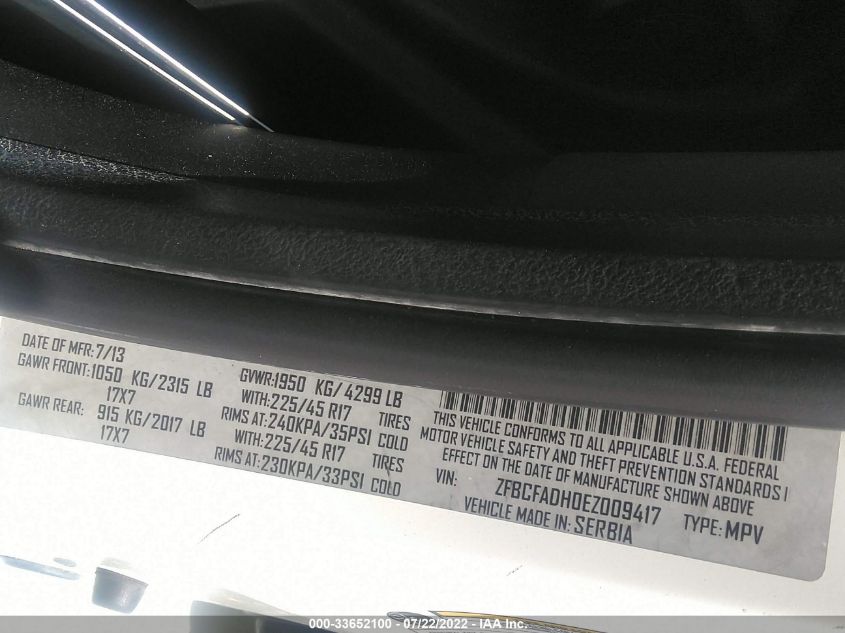 DATE OF MFR: 7/13
GAWR FRONT: 1050 KG/2315 LB
17X7
GAWR REAR: 915 KG/2017 LB
17X7
GVWR: 1950 KG/4299 LB
WITH: 225/45 R17 TIRES
RIMS AT: 240KPA/35PSI COLD
WITH: 225/45 R17 TIRES
RIMS AT: 230KPA/33PSI COLD
THIS VEHICLE CONFORMS TO ALL APPLICABLE U.S.A. FEDERAL
MOTOR VEHICLE SAFETY AND THEFT PREVENTION STANDARDS I
EFFECT ON THE DATE OF MANUFACTURE SHOWN ABOVE
VIN: ZFBCFADH0EZ009417 TYPE: MPV
VEHICLE MADE IN: SERBIA
000-33652100 / 07/22/2022 - IAA Inc.